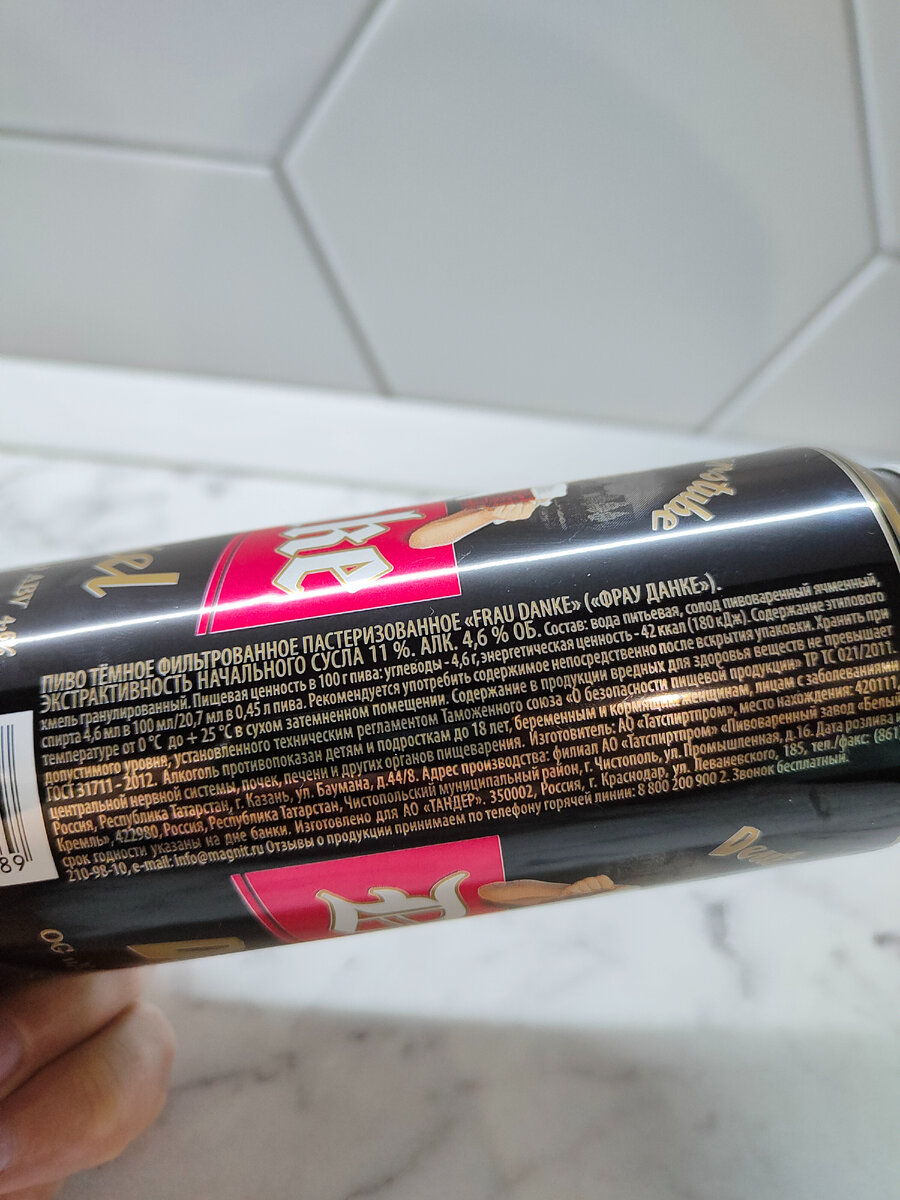 ке
ПИВО ТЁМНОЕ ФИЛЬТРОВАННОЕ ПАСТЕРИЗОВАННОЕ «FRAU DANKE» («ФРАУ ДАНКЕ»).
ЭКСТРАКТИВНОСТЬ НАЧАЛЬНОГО СУСЛА 11 %. АЛК. 4,6 % ОБ. Состав: вода питьевая, солод пивоваренный ячменный,
хмель гранулированный. Пищевая ценность в 100 г пива: углеводы - 4,6 г, энергетическая ценность - 42 ккал (180 кДж). Содержание этилового
спирта 4,6 мл в 100 мл/20,7 мл в 0,45 л пива. Рекомендуется употребить содержимое непосредственно после вскрытия упаковки. Хранить при
температуре от 0 °С до + 25 °С в сухом затемненном помещении. Содержание в продукции вредных для здоровья веществ не превышает
допустимого уровня, установленного техническим регламентом Таможенного союза «О безопасности пищевой продукции» ТР ТС 021/2011.
ГОСТ 31711 - 2012. Алкоголь противопоказан детям и подросткам до 18 лет, беременным и кормящим женщинам, лицам с заболеваниями
центральной нервной системы, почек, печени и других органов пищеварения. Изготовитель: АО «Татспиртпром», место нахождения: 420111,
Россия, Республика Татарстан, г. Казань, ул. Баумана, д.44/8. Адрес производства: филиал АО «Татспиртпром» «Пивоваренный завод «Белый
Кремль», 422980, Россия, Республика Татарстан, Чистопольский муниципальный район, г. Чистополь, ул. Промышленная, д.16. Дата розлива и
срок годности указаны на дне банки. Изготовлено для АО «ТАНДЕР». 350002, Россия, г. Краснодар, ул. Леваневского, 185, тел./факс: (861)
210-98-10, e-mail: info@magnit.ru Отзывы о продукции принимаем по телефону горячей линии: 8 800 200 900 2. Звонок бесплатный.
89
D